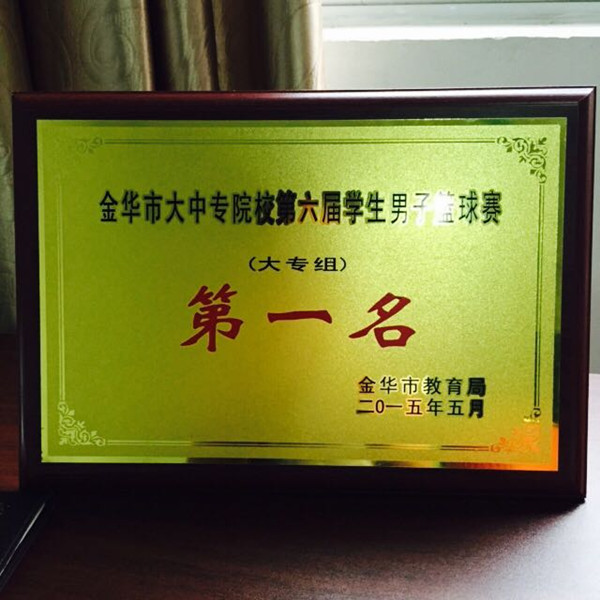 金华市大中专院校第六届学生男子篮球赛
（大专组）
第一名
金华市教育局
二0一五年五月